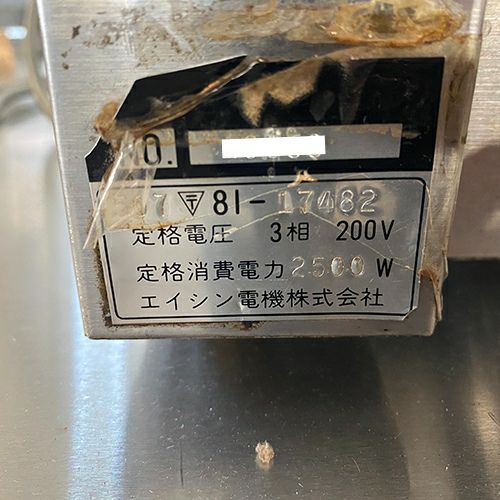 NO.
17 〒 81-17482
定格電圧 3相 200V
定格消費電力 2500 W
エイシン電機株式会社